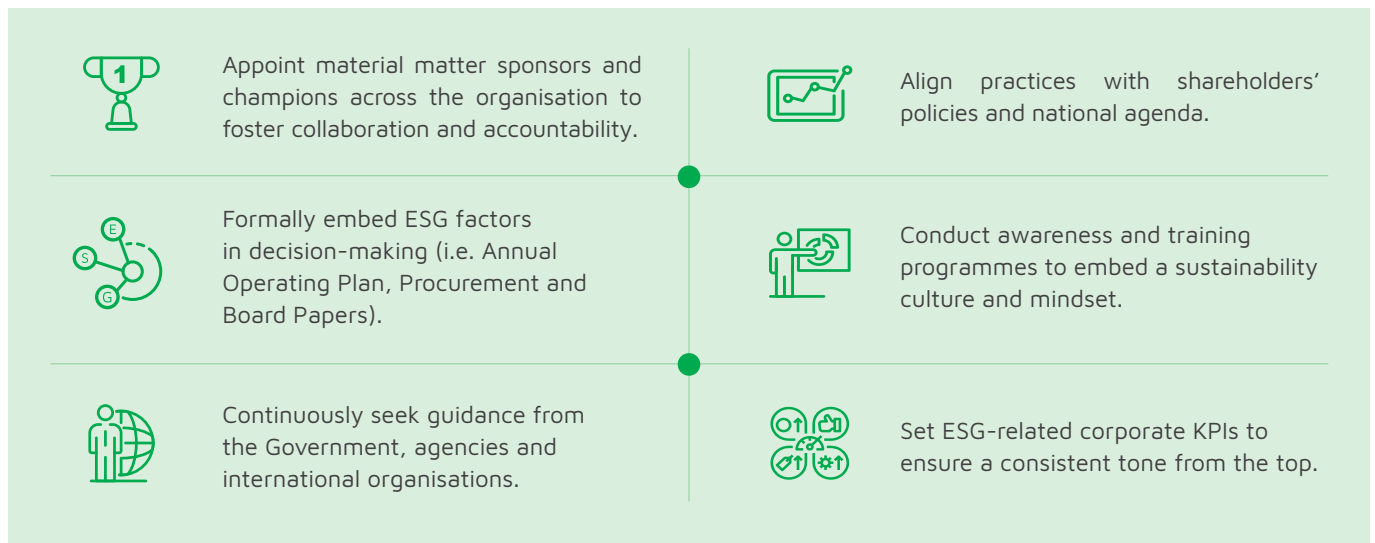 1
Appoint material matter sponsors and
champions across the organisation to
foster collaboration and accountability.
Align practices with shareholders’
policies and national agenda.
E
S
G
Formally embed ESG factors
in decision-making (i.e. Annual
Operating Plan, Procurement and
Board Papers).
Conduct awareness and training
programmes to embed a sustainability
culture and mindset.
Continuously seek guidance from
the Government, agencies and
international organisations.
Set ESG-related corporate KPIs to
ensure a consistent tone from the top.